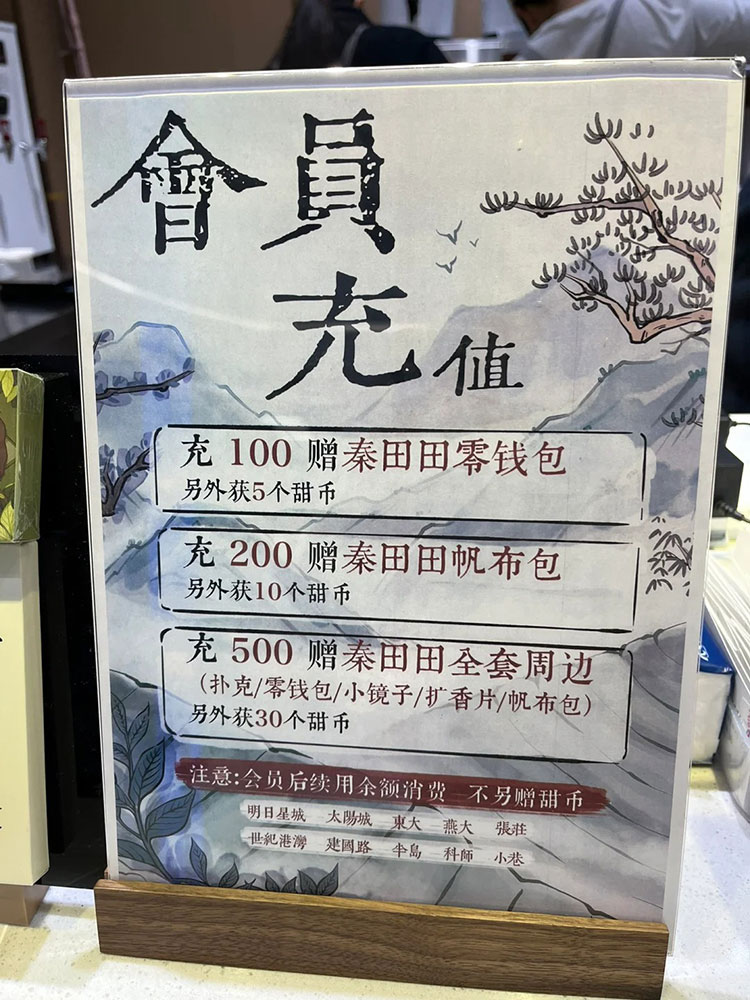 會員
充值
充 100 赠秦田田零钱包
另外获5个甜币
充 200 赠秦田田帆布包
另外获10个甜币
充 500 赠秦田田全套周边
（扑克/零钱包/小镜子/扩香片/帆布包）
另外获30个甜币
注意:会员后续用余额消费 不另赠甜币
明日星城 太陽城 東大 燕大 張莊
世紀港灣 建國路 半島 科師 小巷